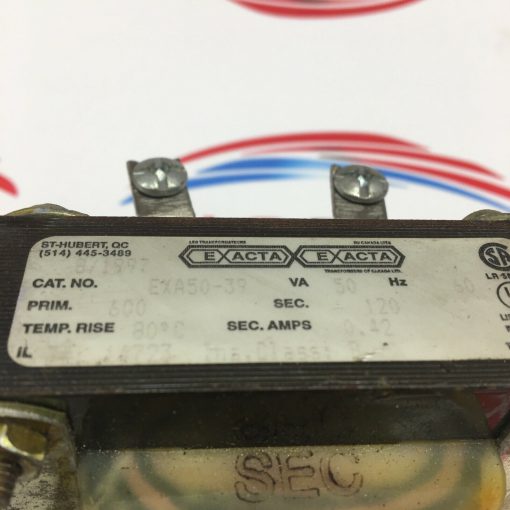 ST-HUBERT, QC
(514) 445-3489
LES TRANSFORMATEURS DU CANADA LTEE
EXACTA EXACTA
TRANSFORMERS OF CANADA LTD.
CAT. NO. EXA50-39 VA 50 Hz 60
PRIM. 600 SEC. 120
TEMP. RISE 80°C SEC. AMPS 0.42
IL
SEC